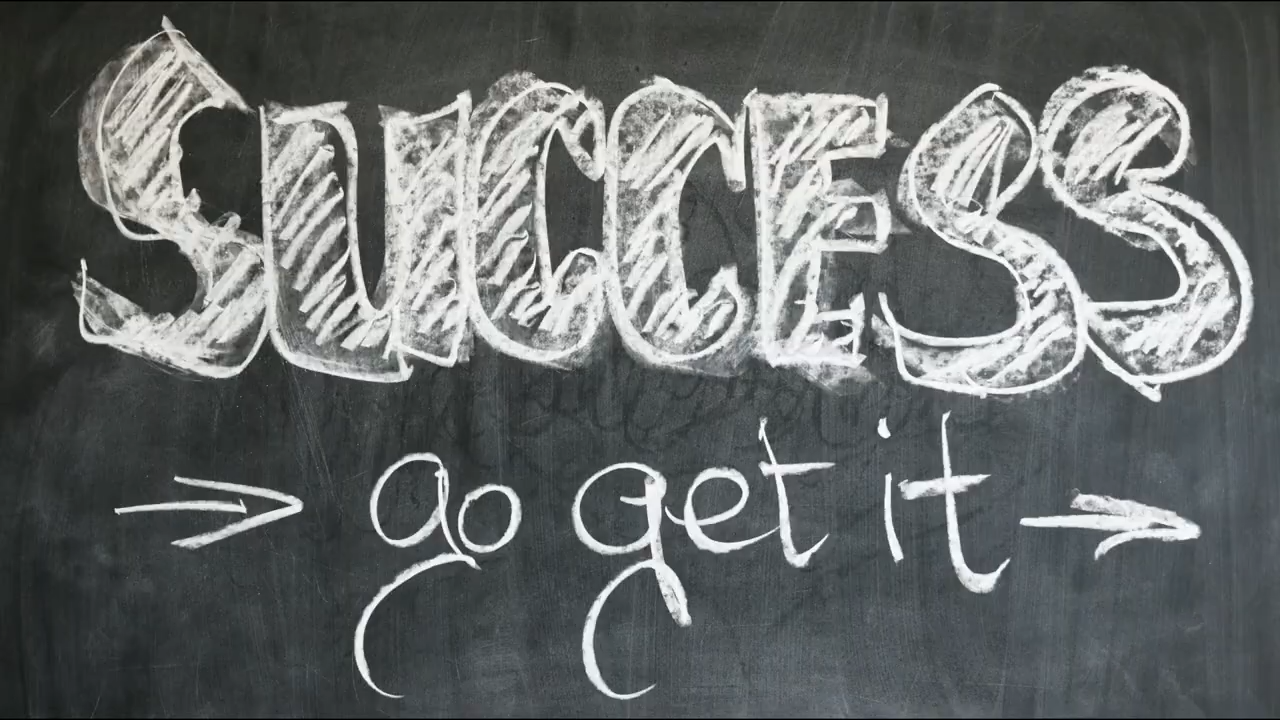 SUCCESS
→ go get it →